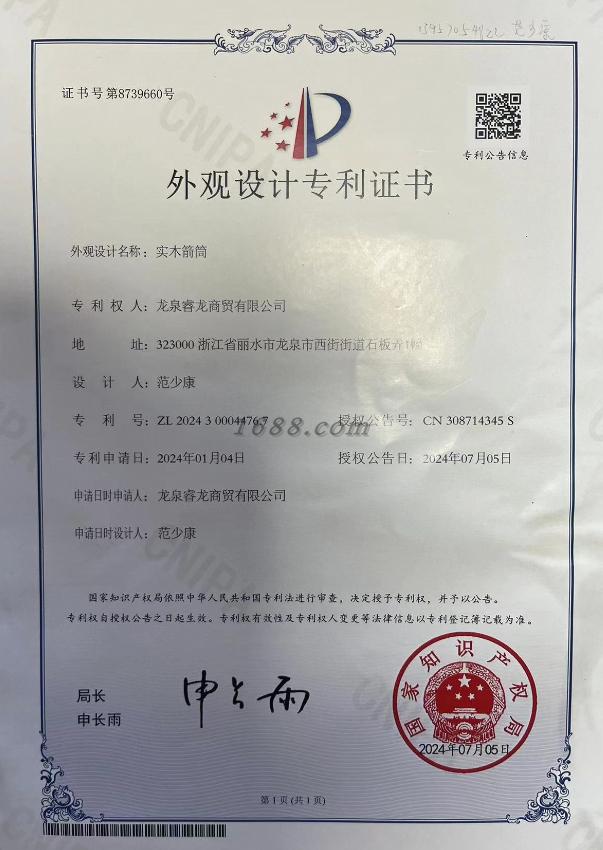 证书号第8739660号
专利公告信息
外观设计专利证书
外观设计名称：实木箭筒
专利权人：龙泉睿龙商贸有限公司
地址：323000 浙江省丽水市龙泉市西街街道石板弄
设计人：范少康
专利号：ZL 2024 3 0004476.7 授权公告号：CN 308714345 S
1688.com
专利申请日：2024年01月04日 授权公告日：2024年07月05日
申请日时申请人：龙泉睿龙商贸有限公司
申请日时设计人：范少康
国家知识产权局依照中华人民共和国专利法进行审查，决定授予专利权，并予以公告。
专利权自授权公告之日起生效。专利权有效性及专利权人变更等法律信息以专利登记簿记载为准。
局长
申长雨
申长雨
国家知识产权局
2024年07月05日
第 1 页 (共 1 页)
CNIPA
CNIPA
CNIPA
CNIPA